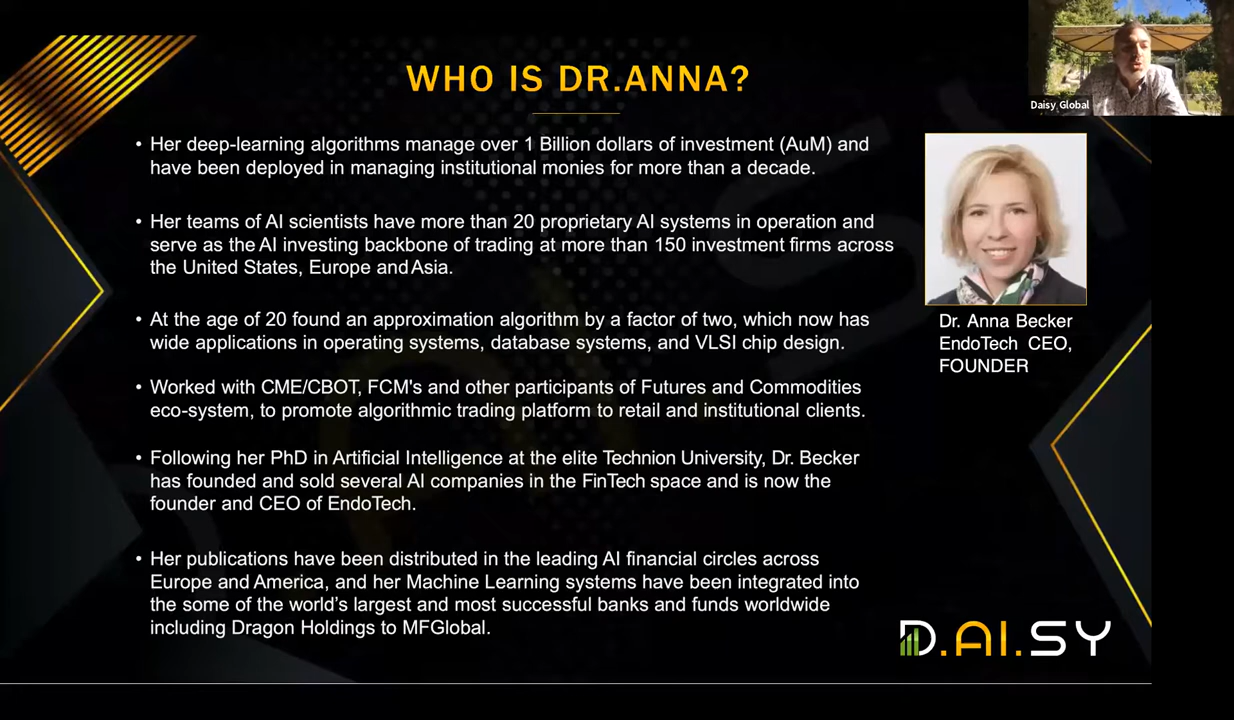 WHO IS DR.ANNA?
Daisy Global
• Her deep-learning algorithms manage over 1 Billion dollars of investment (AuM) and
have been deployed in managing institutional monies for more than a decade.
• Her teams of AI scientists have more than 20 proprietary AI systems in operation and
serve as the AI investing backbone of trading at more than 150 investment firms across
the United States, Europe and Asia.
• At the age of 20 found an approximation algorithm by a factor of two, which now has
wide applications in operating systems, database systems, and VLSI chip design.
• Worked with CME/CBOT, FCM's and other participants of Futures and Commodities
eco-system, to promote algorithmic trading platform to retail and institutional clients.
• Following her PhD in Artificial Intelligence at the elite Technion University, Dr. Becker
has founded and sold several AI companies in the FinTech space and is now the
founder and CEO of EndoTech.
• Her publications have been distributed in the leading AI financial circles across
Europe and America, and her Machine Learning systems have been integrated into
the some of the world's largest and most successful banks and funds worldwide
including Dragon Holdings to MFGlobal.
Dr. Anna Becker
EndoTech CEO,
FOUNDER
D.AI.SY